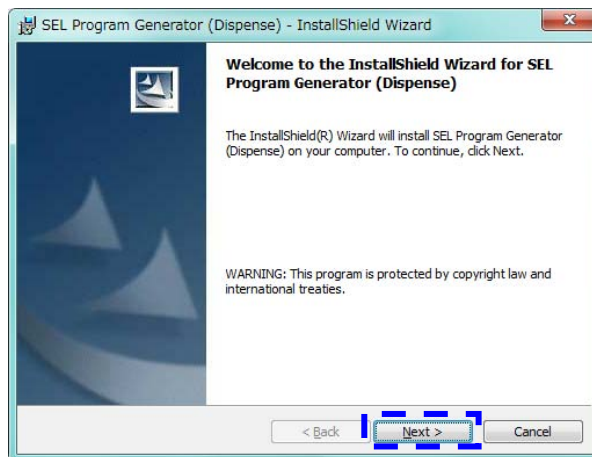 SEL Program Generator (Dispense) - InstallShield Wizard
Welcome to the InstallShield Wizard for SEL
Program Generator (Dispense)
The InstallShield(R) Wizard will install SEL Program Generator
(Dispense) on your computer. To continue, click Next.
WARNING: This program is protected by copyright law and
international treaties.
< Back Next > Cancel